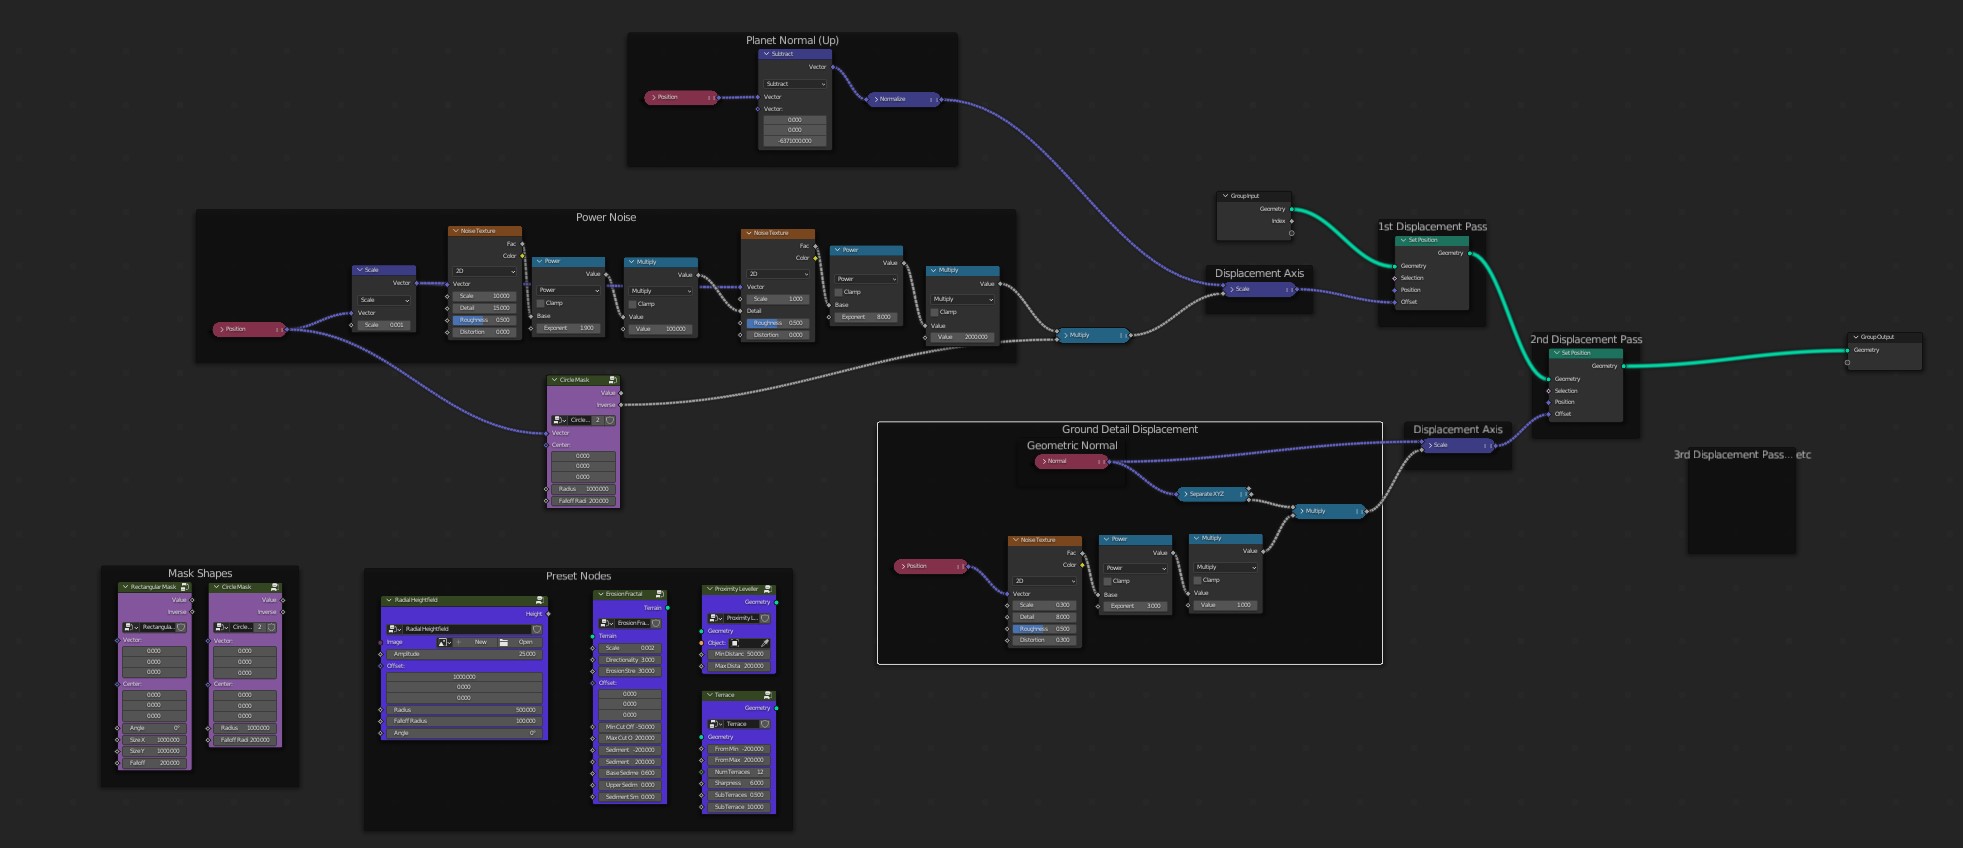 Planet Normal (Up)
Subtract
Vector
Subtract
Position
Vector
Vector:
0.000
0.000
-6371000.000
Normalize
Power Noise
Position
Scale
Vector
Scale
Vector
Scale 0.001
Noise Texture
Fac
Color
2D
Vector
Scale 10.000
Detail 15.000
Roughness 0.500
Distortion 0.000
Power
Value
Power
Clamp
Base
Exponent 1.900
Multiply
Value
Multiply
Clamp
Value
Value 100.000
Noise Texture
Fac
Color
2D
Vector
Scale 1.000
Detail
Roughness 0.500
Distortion 0.000
Power
Value
Power
Clamp
Base
Exponent 8.000
Multiply
Value
Multiply
Clamp
Value
Value 2000.000
Multiply
Circle Mask
Value
Inverse
Circle... 2
Vector
Center:
0.000
0.000
0.000
Radius 1000.000
Falloff Radi 200.000
Group Input
Geometry
Index
Displacement Axis
Scale
1st Displacement Pass
Set Position
Geometry
Geometry
Selection
Position
Offset
2nd Displacement Pass
Set Position
Geometry
Geometry
Selection
Position
Offset
Group Output
Geometry
Displacement Axis
Scale
3rd Displacement Pass... etc
Ground Detail Displacement
Geometric Normal
Normal
Separate XYZ
Multiply
Position
Noise Texture
Fac
Color
2D
Vector
Scale 0.300
Detail 8.000
Roughness 0.500
Distortion 0.300
Power
Value
Power
Clamp
Base
Exponent 3.000
Multiply
Value
Multiply
Clamp
Value
Value 1.000
Mask Shapes
Rectangular Mask
Value
Inverse
Rectangula...
Vector:
0.000
0.000
0.000
Center:
0.000
0.000
0.000
Angle 0°
Size X 1000.000
Size Y 1000.000
Falloff 200.000
Circle Mask
Value
Inverse
Circle... 2
Vector:
0.000
0.000
0.000
Center:
0.000
0.000
0.000
Radius 1000.000
Falloff Radi 200.000
Preset Nodes
Radial Heightfield
Height
Radial Heightfield
Image New Open
Amplitude 25.000
Offset:
1000.000
0.000
0.000
Radius 500.000
Falloff Radius 100.000
Angle 0°
Erosion Fractal
Terrain
Erosion Fra...
Terrain
Scale 0.002
Directionality 3.000
Erosion Stre 30.000
Offset:
0.000
0.000
0.000
Min Cut Off -50.000
Max Cut O 200.000
Sediment -200.000
Sediment 200.000
Base Sedime 0.600
Upper Sedim 0.000
Sediment Sm 0.000
Proximity Leveller
Geometry
Proximity L...
Geometry
Object:
Min Distanc 50.000
Max Dista 200.000
Terrace
Geometry
Terrace
Geometry
From Min -200.000
From Max 200.000
Num Terraces 12
Sharpness 6.000
Sub Terraces 0.500
Sub Terrace 10.000